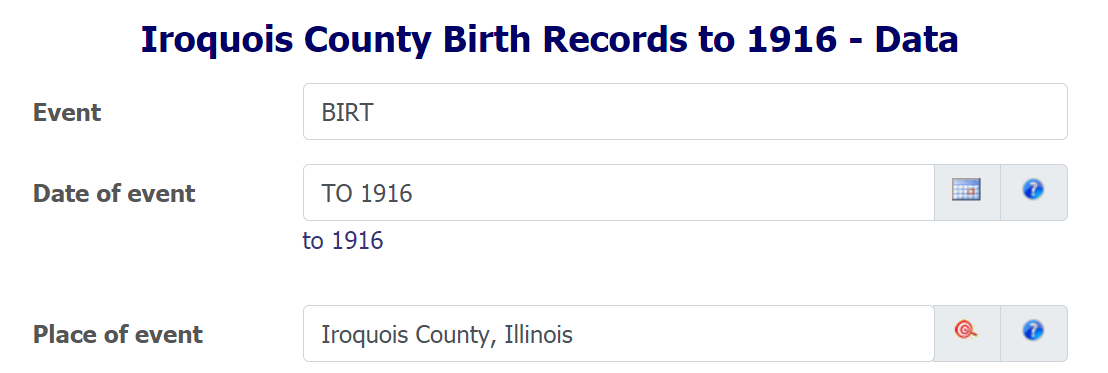 Iroquois County Birth Records to 1916 - Data
Event BIRT
Date of event TO 1916
to 1916
Place of event Iroquois County, Illinois